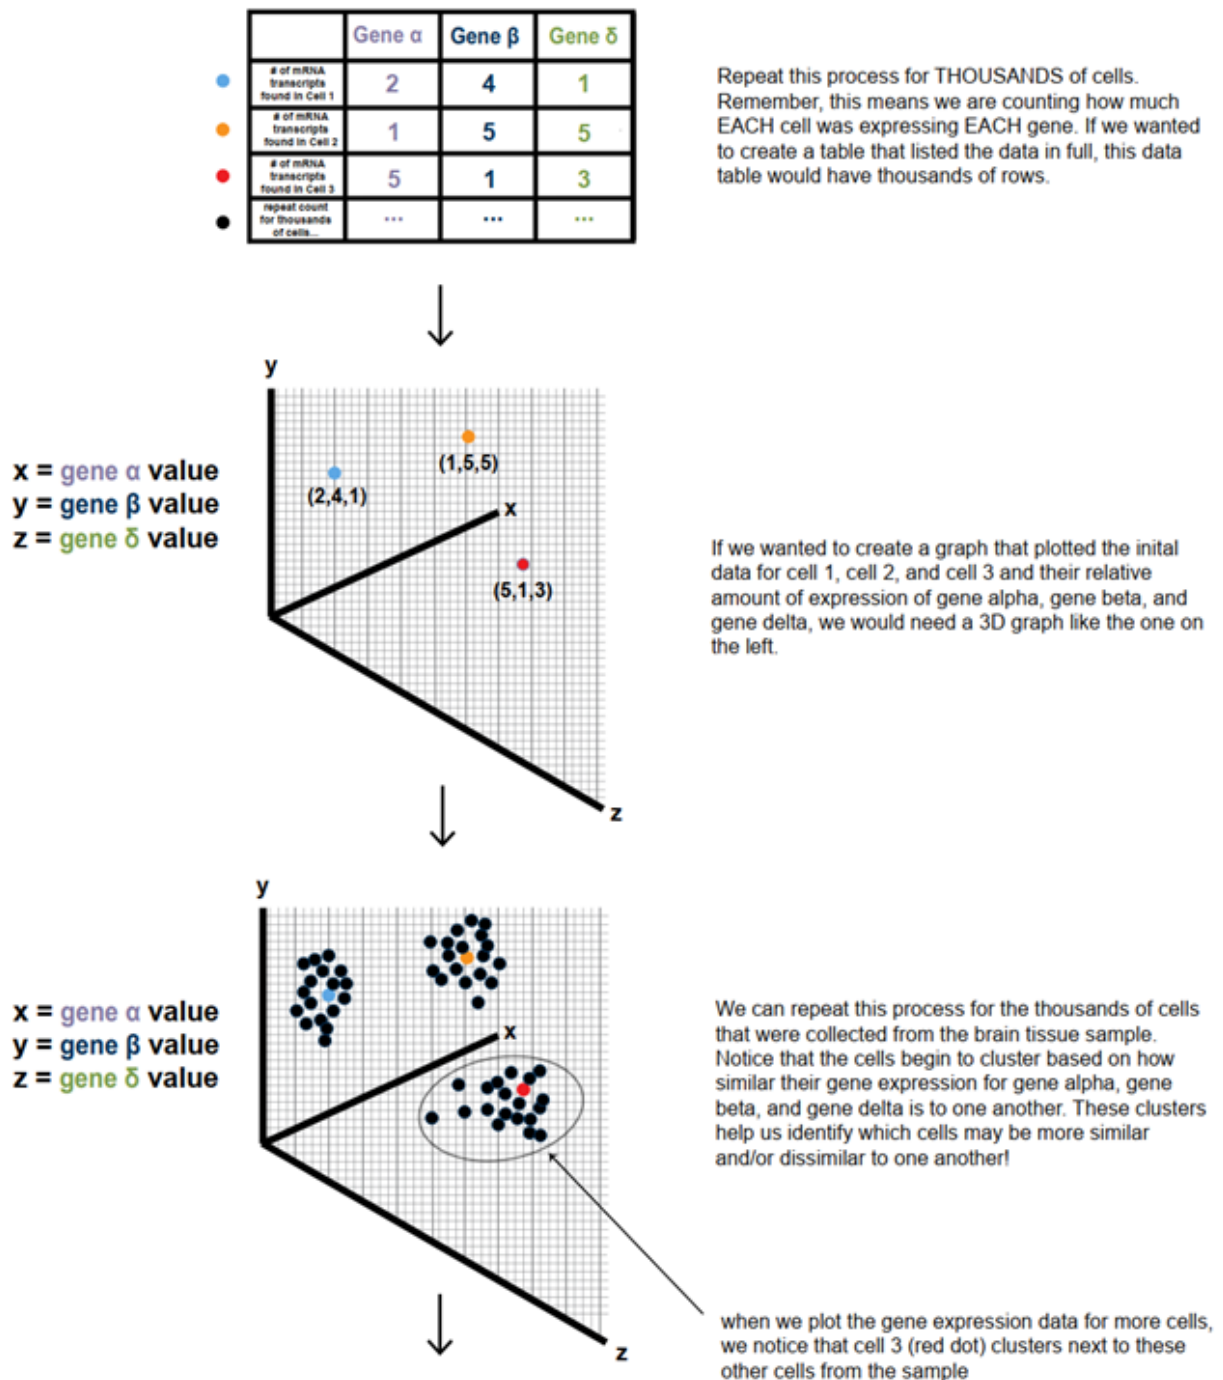 Gene α Gene β Gene δ
# of mRNA
transcripts
found in Cell 1
2 4 1
# of mRNA
transcripts
found in Cell 2
1 5 5
# of mRNA
transcripts
found in Cell 3
5 1 3
repeat count
for thousands
of cells...
... ... ...
Repeat this process for THOUSANDS of cells.
Remember, this means we are counting how much
EACH cell was expressing EACH gene. If we wanted
to create a table that listed the data in full, this data
table would have thousands of rows.
y
x = gene α value
y = gene β value
z = gene δ value
(1,5,5)
(2,4,1)
x
(5,1,3)
z
If we wanted to create a graph that plotted the inital
data for cell 1, cell 2, and cell 3 and their relative
amount of expression of gene alpha, gene beta, and
gene delta, we would need a 3D graph like the one on
the left.
y
x = gene α value
y = gene β value
z = gene δ value
x
z
We can repeat this process for the thousands of cells
that were collected from the brain tissue sample.
Notice that the cells begin to cluster based on how
similar their gene expression for gene alpha, gene
beta, and gene delta is to one another. These clusters
help us identify which cells may be more similar
and/or dissimilar to one another!
when we plot the gene expression data for more cells,
we notice that cell 3 (red dot) clusters next to these
other cells from the sample